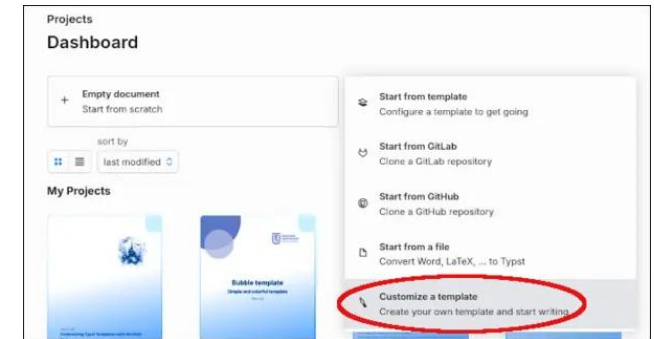 Projects
Dashboard
Empty document
Start from scratch
Start from template
Configure a template to get going
Start from GitLab
Clone a GitLab repository
Start from GitHub
Clone a GitHub repository
Start from a file
Convert Word, LaTeX, ... to Typst
Customize a template
Create your own template and start writing
sort by
last modified
My Projects
Bubble template
Simple and colorful template